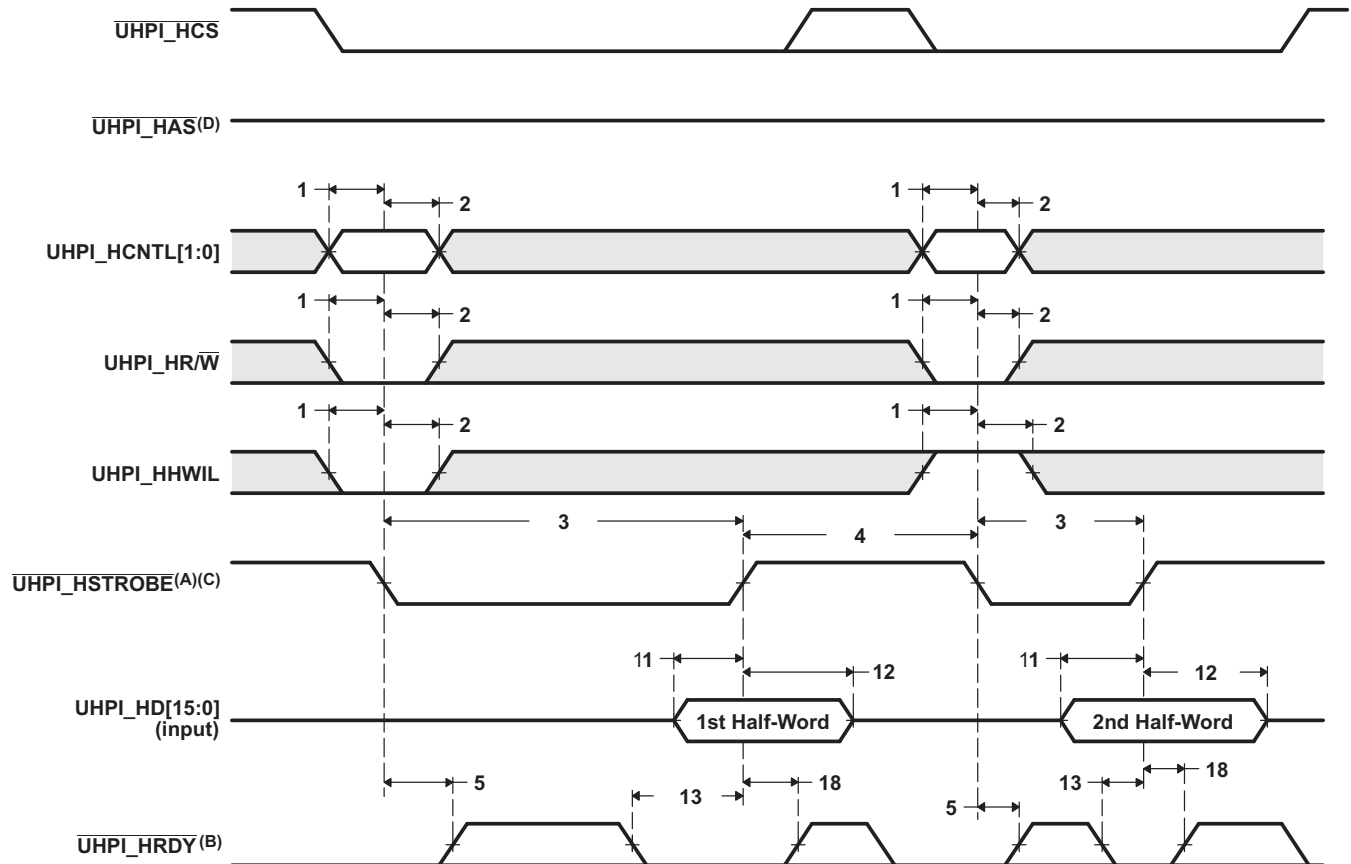 UHPI_HCS
UHPI_HAS(D)
1
2
1
2
UHPI_HCNTL[1:0]
1
2
1
2
UHPI_HR/W
1
2
1
2
UHPI_HHWIL
3
4
3
UHPI_HSTROBE(A)(C)
11
12
11
12
UHPI_HD[15:0]
(input)
1st Half-Word
2nd Half-Word
5
13
18
5
13
18
UHPI_HRDY(B)